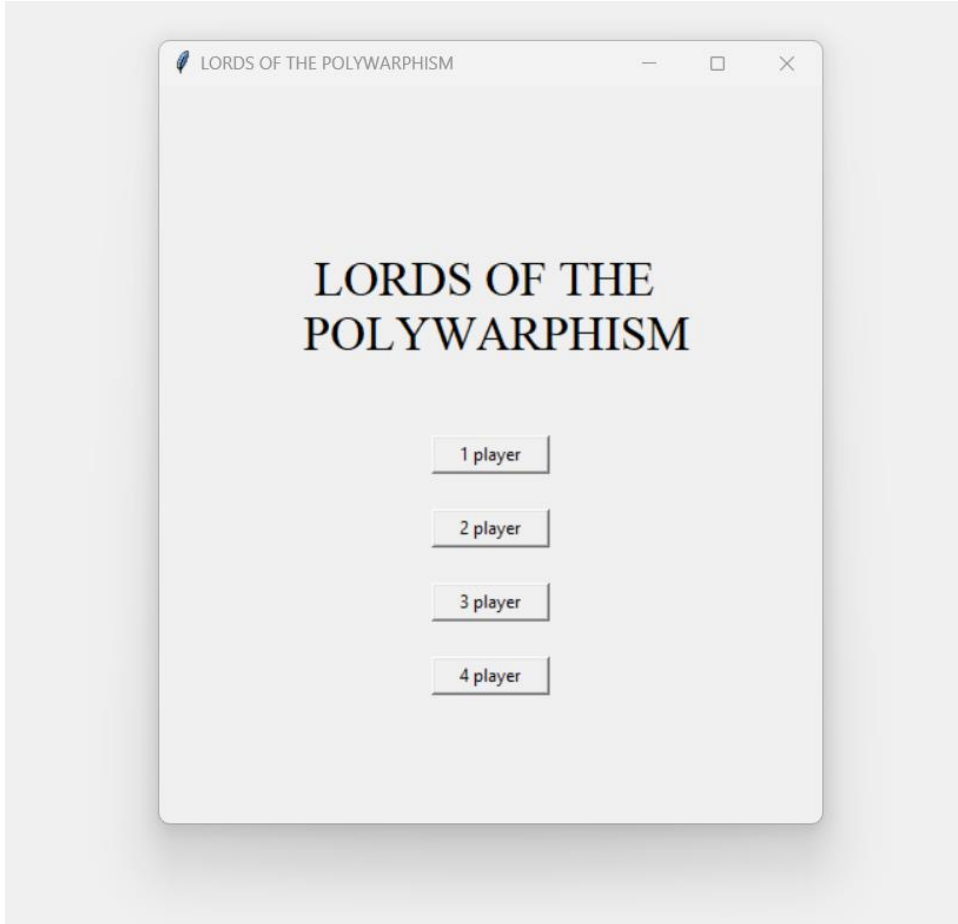 LORDS OF THE POLYWARPHISM
LORDS OF THE
POLYWARPHISM
1 player
2 player
3 player
4 player